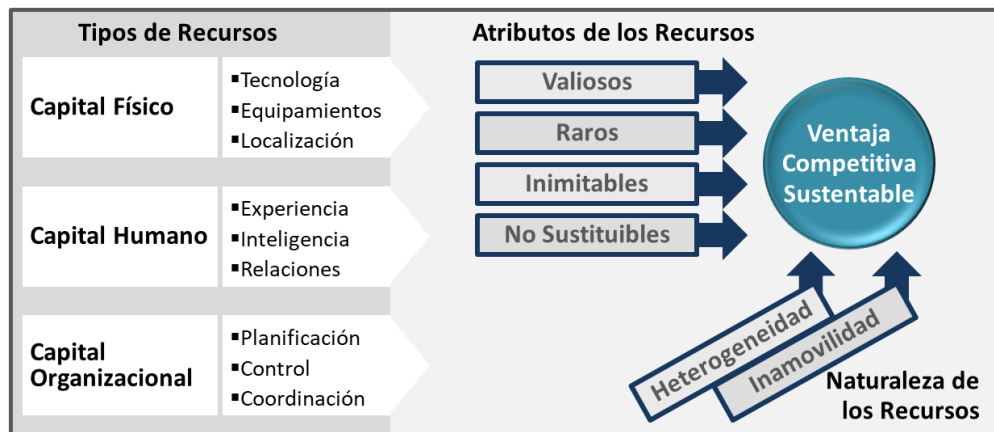 Tipos de Recursos
Capital Físico
▪Tecnología
▪Equipamientos
▪Localización
Capital Humano
▪Experiencia
▪Inteligencia
▪Relaciones
Capital
Organizacional
▪Planificación
▪Control
▪Coordinación
Atributos de los Recursos
Valiosos
Raros
Inimitables
No Sustituibles
Ventaja
Competitiva
Sustentable
Heterogeneidad
Inamovilidad
Naturaleza de
los Recursos